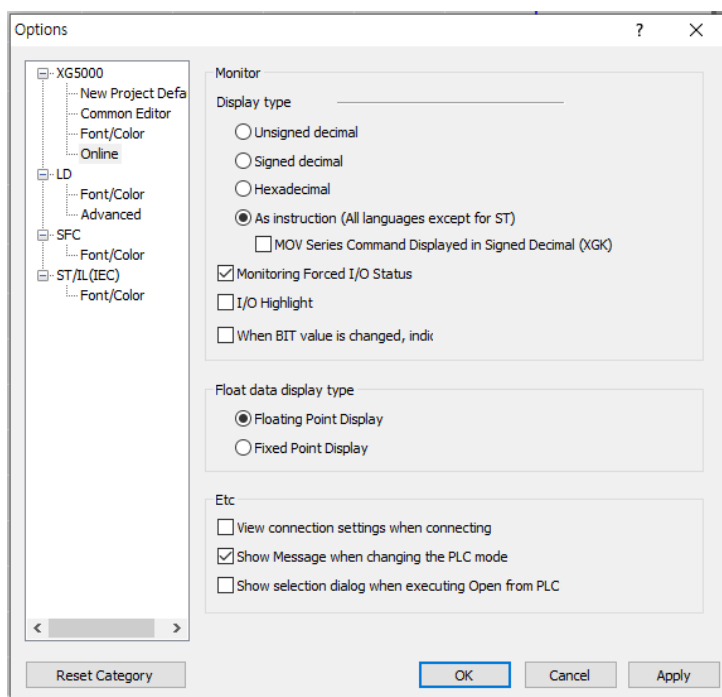 Options
XG5000
New Project Defa
Common Editor
Font/Color
Online
LD
Font/Color
Advanced
SFC
Font/Color
ST/IL(IEC)
Font/Color
Monitor
Display type
Unsigned decimal
Signed decimal
Hexadecimal
As instruction (All languages except for ST)
MOV Series Command Displayed in Signed Decimal (XGK)
Monitoring Forced I/O Status
I/O Highlight
When BIT value is changed, indic
Float data display type
Floating Point Display
Fixed Point Display
Etc
View connection settings when connecting
Show Message when changing the PLC mode
Show selection dialog when executing Open from PLC
Reset Category
OK
Cancel
Apply